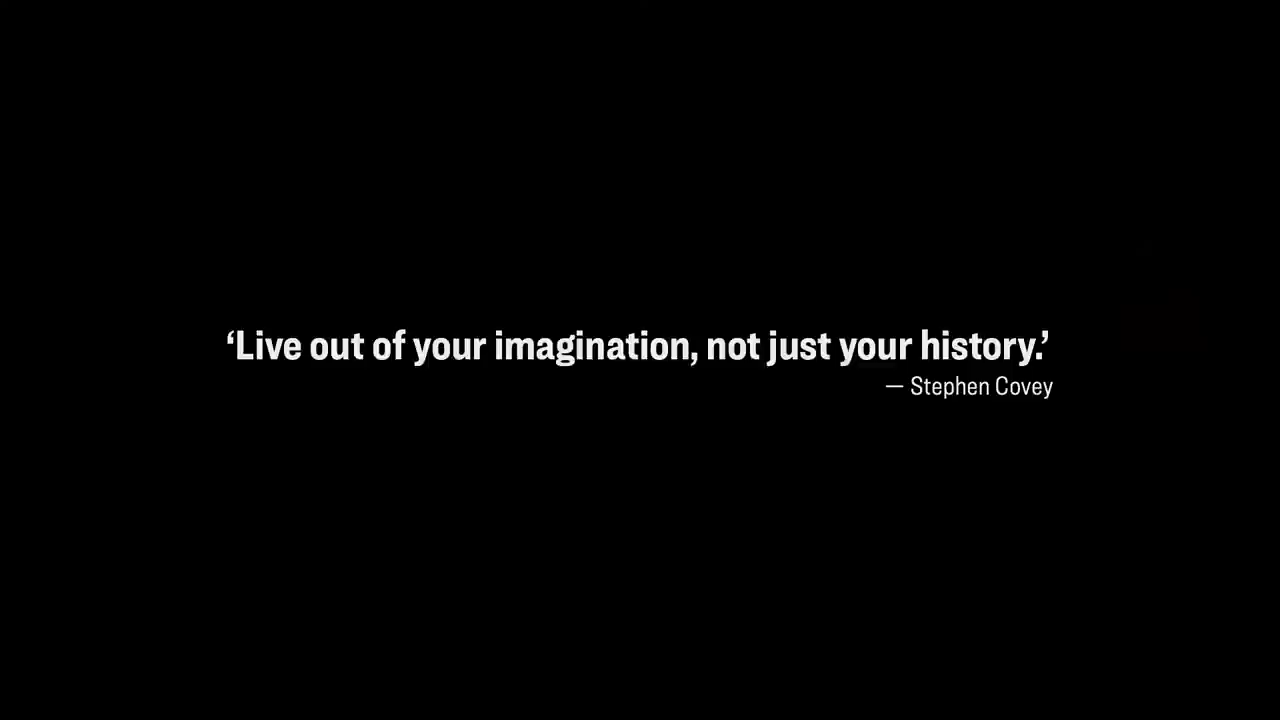 ‘Live out of your imagination, not just your history.’
— Stephen Covey